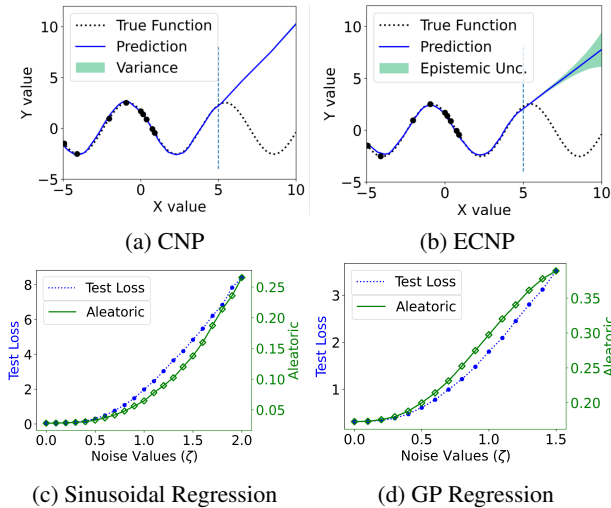 True Function
Prediction
Variance
Y value
10
5
0
−5
−5 0 5 10
X value
(a) CNP
True Function
Prediction
Epistemic Unc.
Y value
10
5
0
−5
−5 0 5 10
X value
(b) ECNP
Test Loss
Aleatoric
Test Loss
8
6
4
2
0
0.25
0.20
0.15
0.10
0.05
Aleatoric
0.0 0.5 1.0 1.5 2.0
Noise Values (ζ)
(c) Sinusoidal Regression
Test Loss
Aleatoric
Test Loss
3
2
1
0.35
0.30
0.25
0.20
Aleatoric
0.0 0.5 1.0 1.5
Noise Values (ζ)
(d) GP Regression